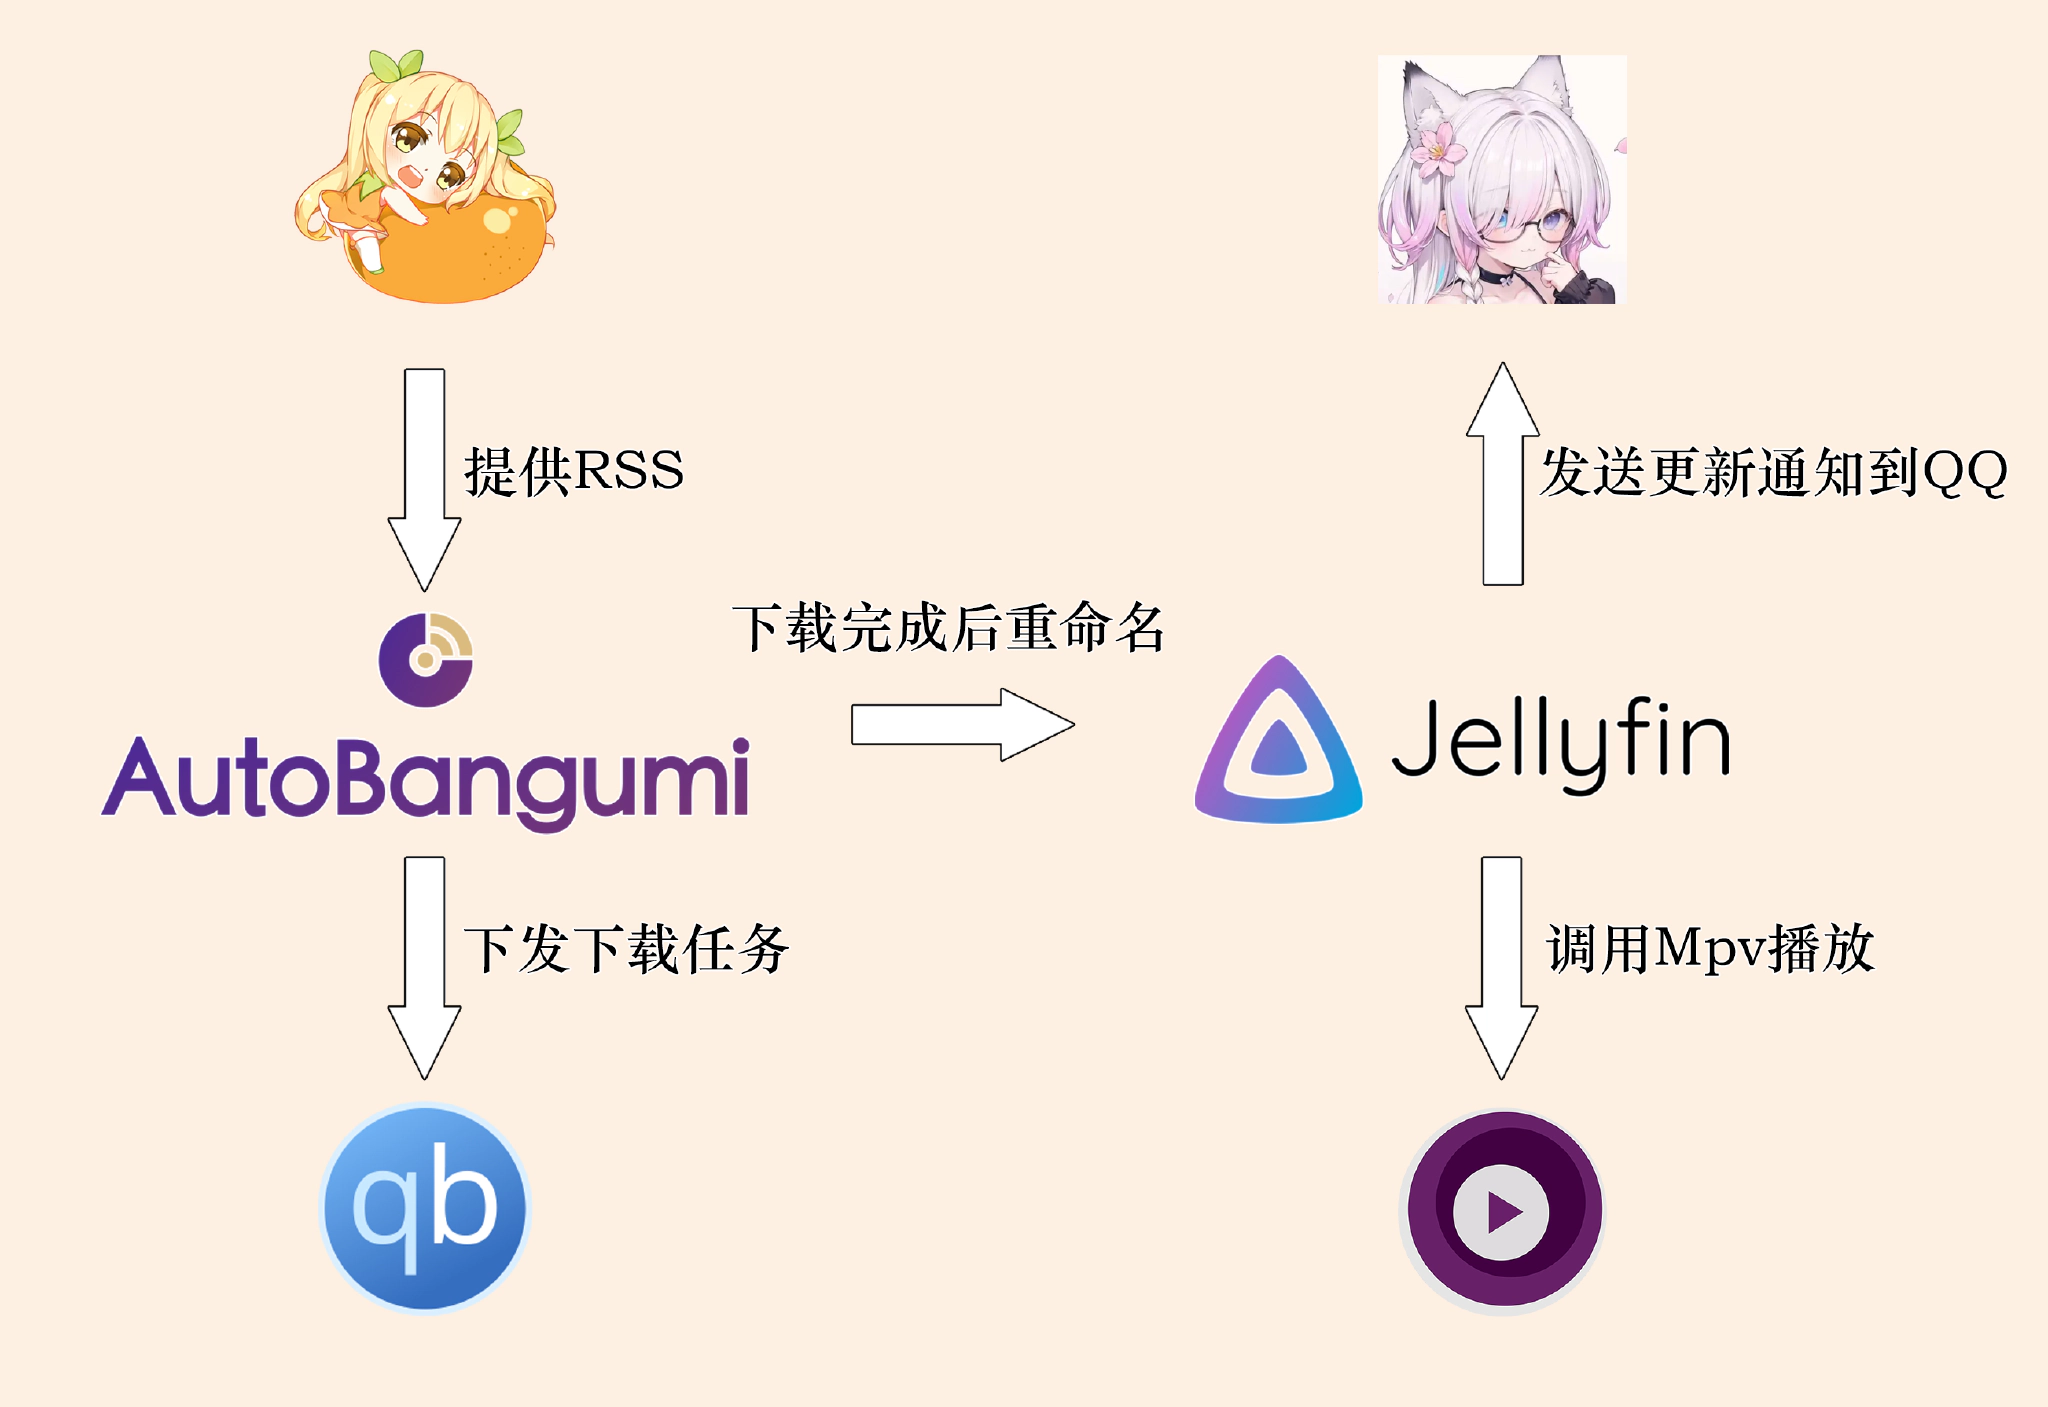 提供RSS
发送更新通知到QQ
下载完成后重命名
AutoBangumi
Jellyfin
下发下载任务
调用Mpv播放
qb